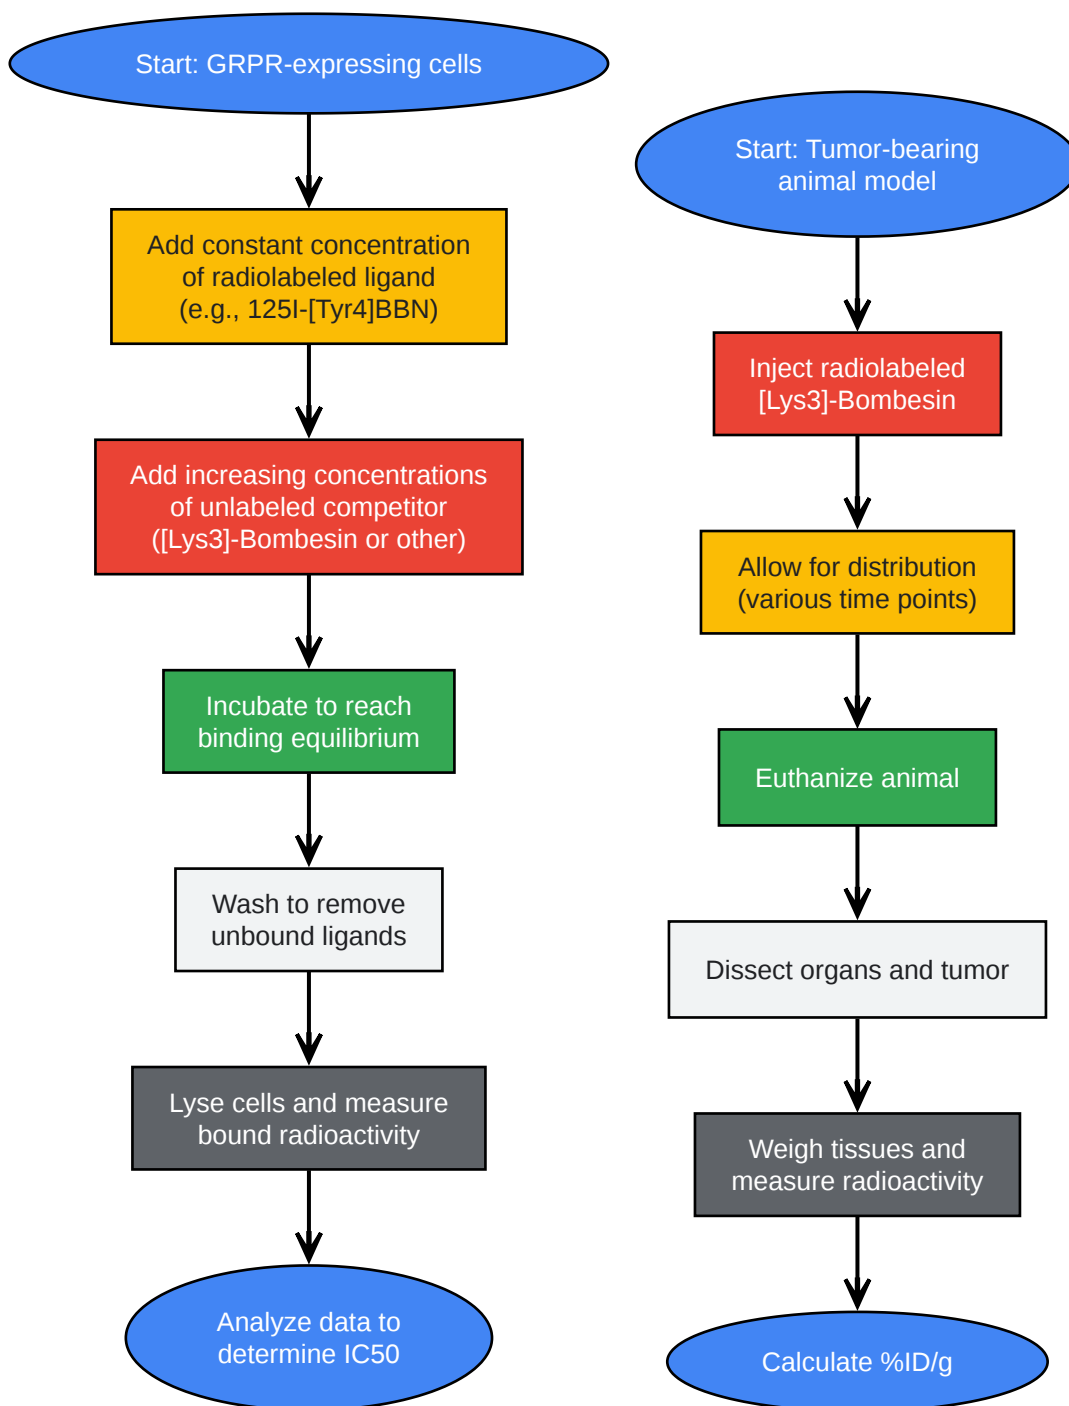 Start: GRPR-expressing cells
Add constant concentration
of radiolabeled ligand
(e.g., 125I-[Tyr4]BBN)
Add increasing concentrations
of unlabeled competitor
([Lys3]-Bombesin or other)
Incubate to reach
binding equilibrium
Wash to remove
unbound ligands
Lyse cells and measure
bound radioactivity
Analyze data to
determine IC50
Start: Tumor-bearing
animal model
Inject radiolabeled
[Lys3]-Bombesin
Allow for distribution
(various time points)
Euthanize animal
Dissect organs and tumor
Weigh tissues and
measure radioactivity
Calculate %ID/g